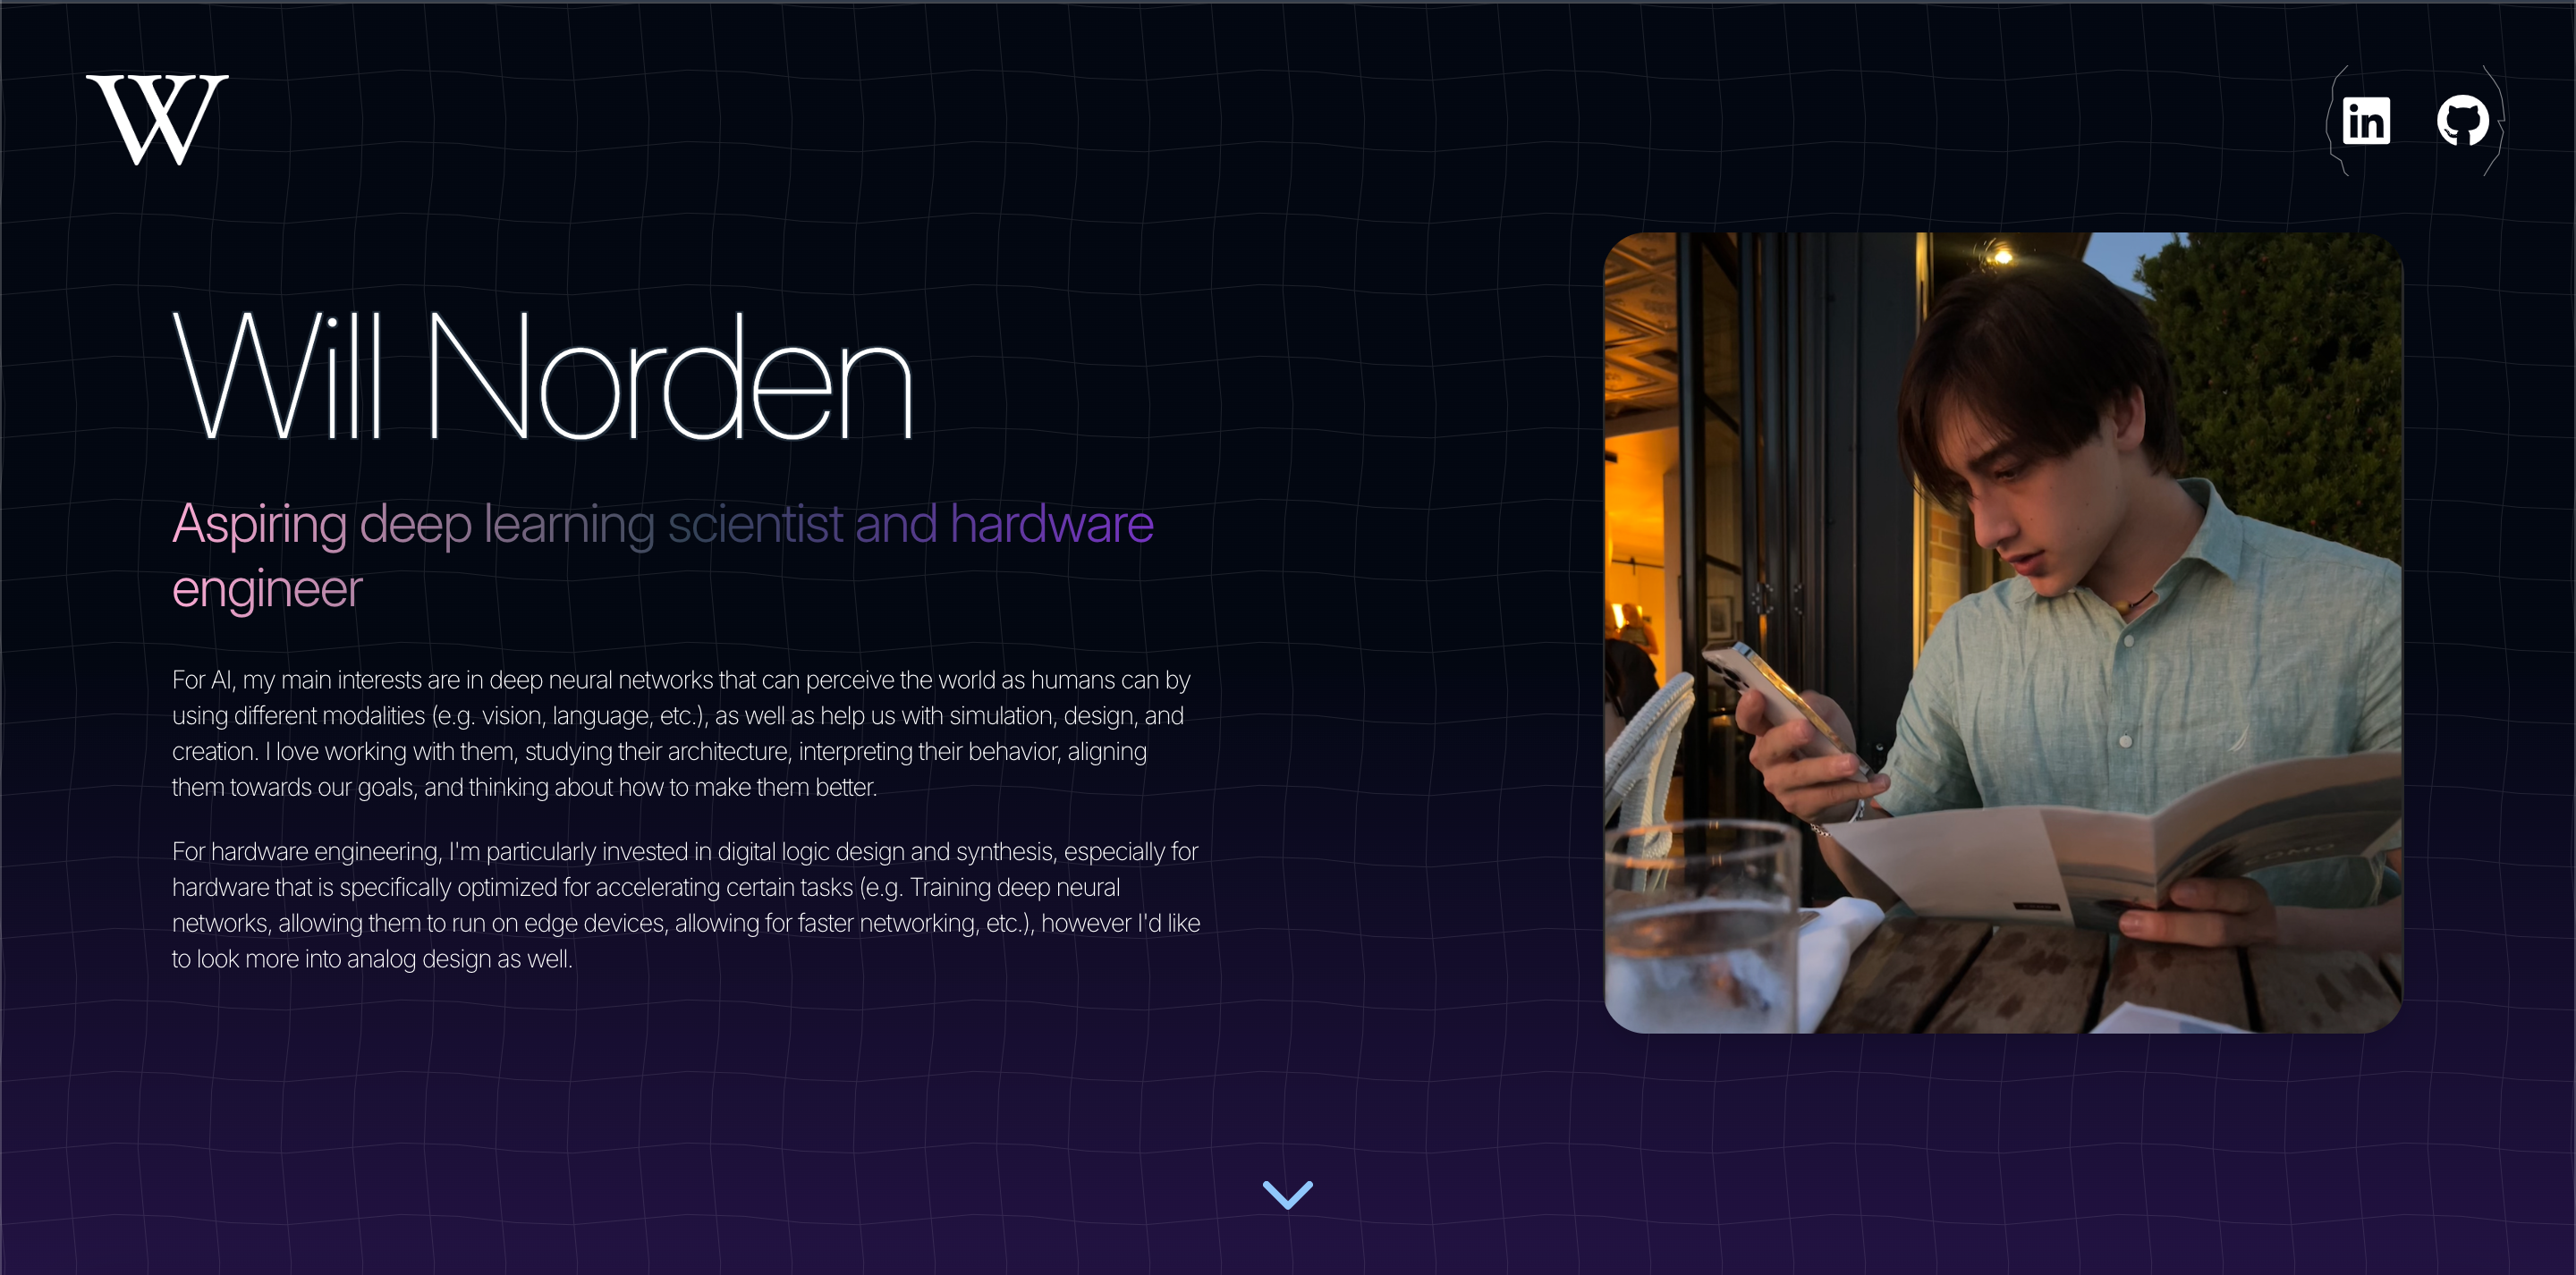 W
in
Will Norden
Aspiring deep learning scientist and hardware
engineer
For AI, my main interests are in deep neural networks that can perceive the world as humans can by
using different modalities (e.g. vision, language, etc.), as well as help us with simulation, design, and
creation. I love working with them, studying their architecture, interpreting their behavior, aligning
them towards our goals, and thinking about how to make them better.
For hardware engineering, I'm particularly invested in digital logic design and synthesis, especially for
hardware that is specifically optimized for accelerating certain tasks (e.g. Training deep neural
networks, allowing them to run on edge devices, allowing for faster networking, etc.), however I'd like
to look more into analog design as well.